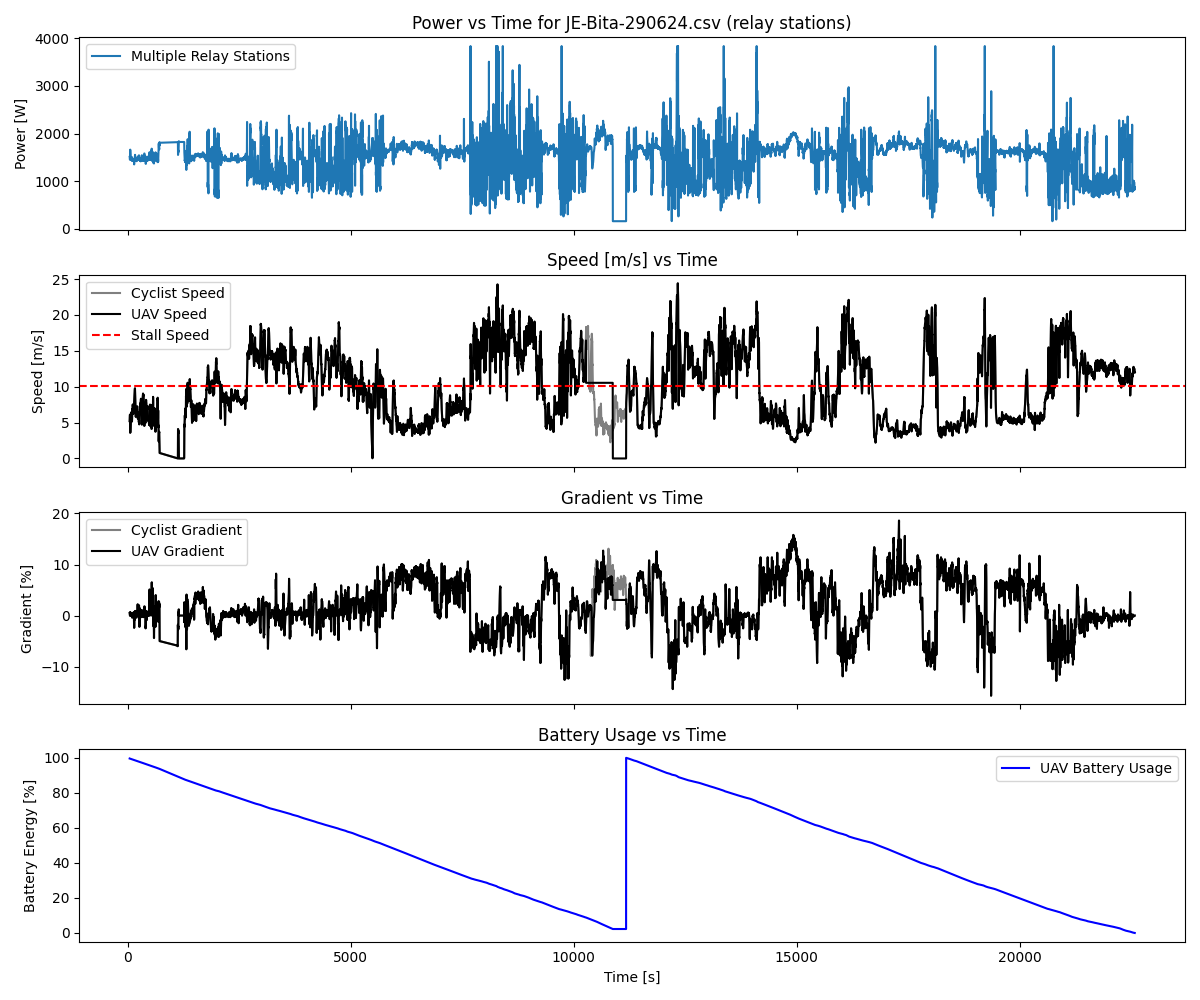 Power vs Time for JE-Bita-290624.csv (relay stations)
4000
3000
2000
1000
0
Power [W]
Multiple Relay Stations
Speed [m/s] vs Time
25
20
15
10
5
0
Speed [m/s]
Cyclist Speed
UAV Speed
Stall Speed
Gradient vs Time
20
10
0
−10
Gradient [%]
Cyclist Gradient
UAV Gradient
Battery Usage vs Time
100
80
60
40
20
0
Battery Energy [%]
UAV Battery Usage
0 5000 10000 15000 20000
Time [s]